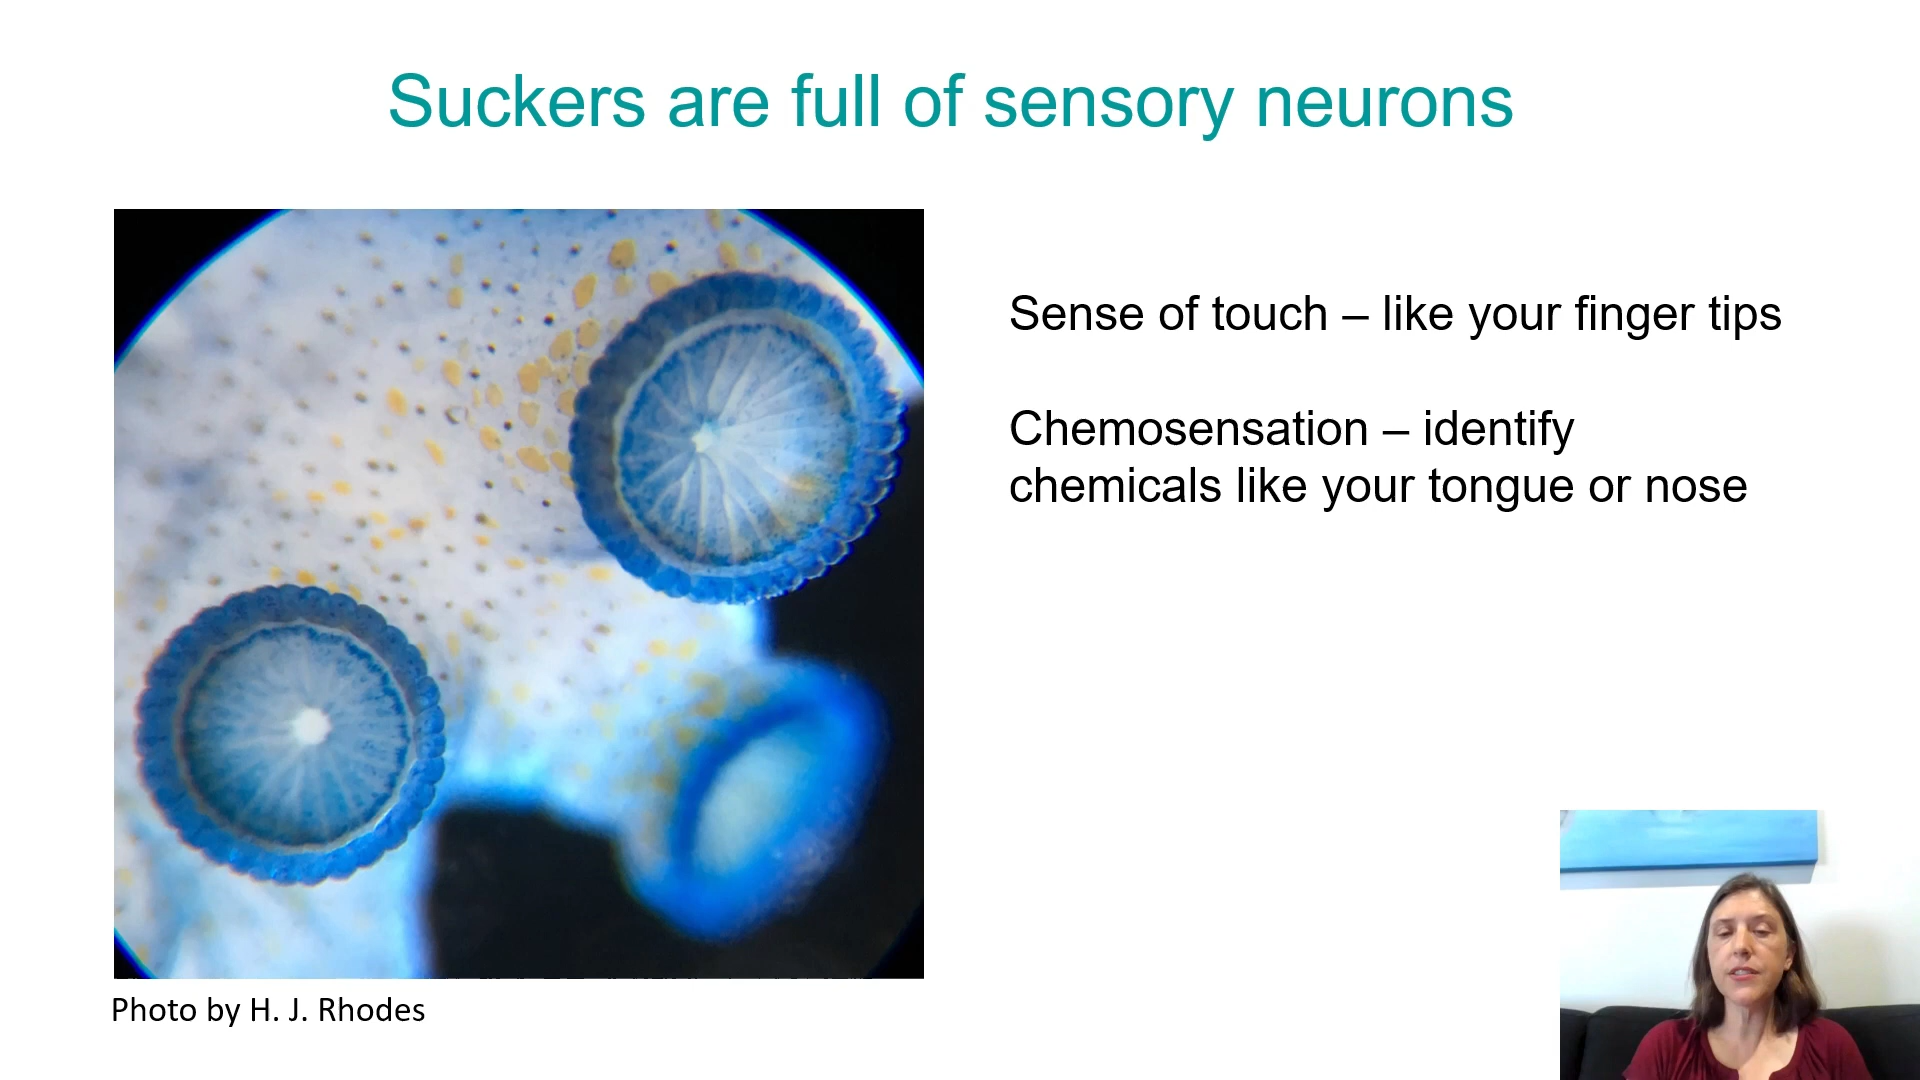 Suckers are full of sensory neurons
Sense of touch – like your finger tips
Chemosensation – identify
chemicals like your tongue or nose
Photo by H. J. Rhodes